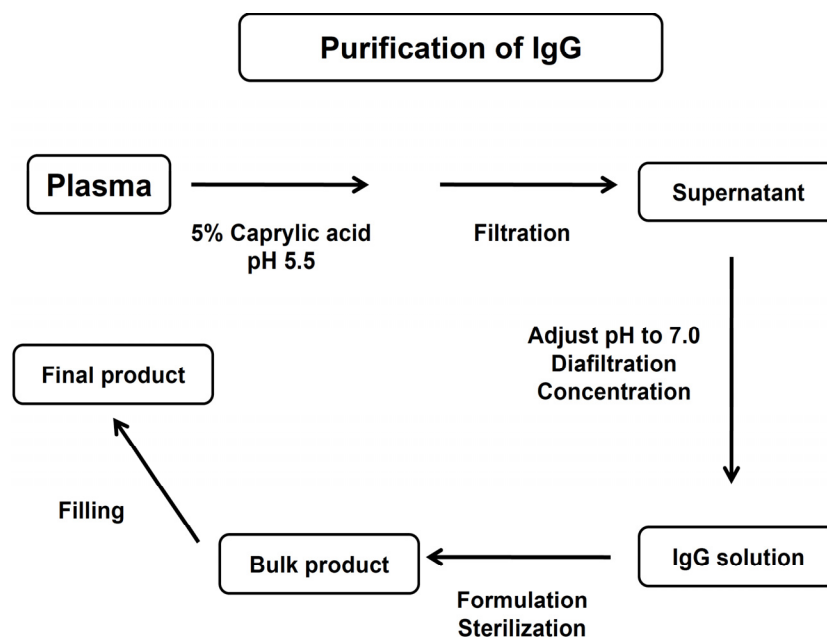 Purification of IgG
Plasma
5% Caprylic acid
pH 5.5
Filtration
Supernatant
Adjust pH to 7.0
Diafiltration
Concentration
IgG solution
Formulation
Sterilization
Bulk product
Filling
Final product